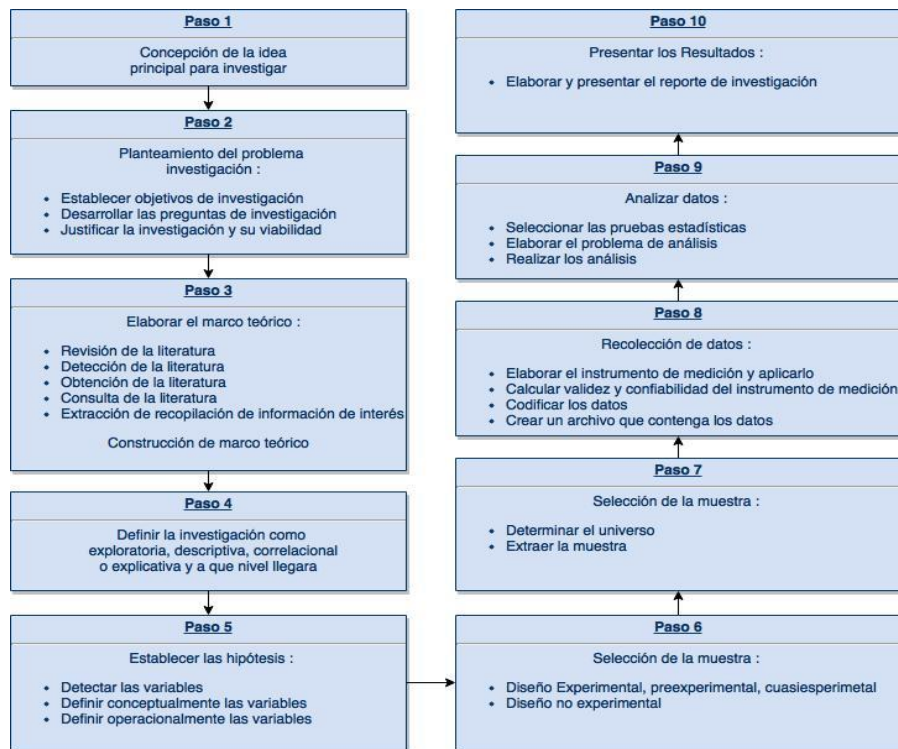 Paso 1
Concepción de la idea
principal para investigar
Paso 2
Planteamiento del problema
investigación :
• Establecer objetivos de investigación
• Desarrollar las preguntas de investigación
• Justificar la investigación y su viabilidad
Paso 3
Elaborar el marco teórico :
• Revisión de la literatura
• Detección de la literatura
• Obtención de la literatura
• Consulta de la literatura
• Extracción de recopilación de información de interés
Construcción de marco teórico
Paso 4
Definir la investigación como
exploratoria, descriptiva, correlacional
o explicativa y a que nivel llegara
Paso 5
Establecer las hipótesis :
• Detectar las variables
• Definir conceptualmente las variables
• Definir operacionalmente las variables
Paso 6
Selección de la muestra :
• Diseño Experimental, preexperimental, cuasiesperimetal
• Diseño no experimental
Paso 7
Selección de la muestra :
• Determinar el universo
• Extraer la muestra
Paso 8
Recolección de datos :
• Elaborar el instrumento de medición y aplicarlo
• Calcular validez y confiabilidad del instrumento de medición
• Codificar los datos
• Crear un archivo que contenga los datos
Paso 9
Analizar datos :
• Seleccionar las pruebas estadísticas
• Elaborar el problema de análisis
• Realizar los análisis
Paso 10
Presentar los Resultados :
• Elaborar y presentar el reporte de investigación